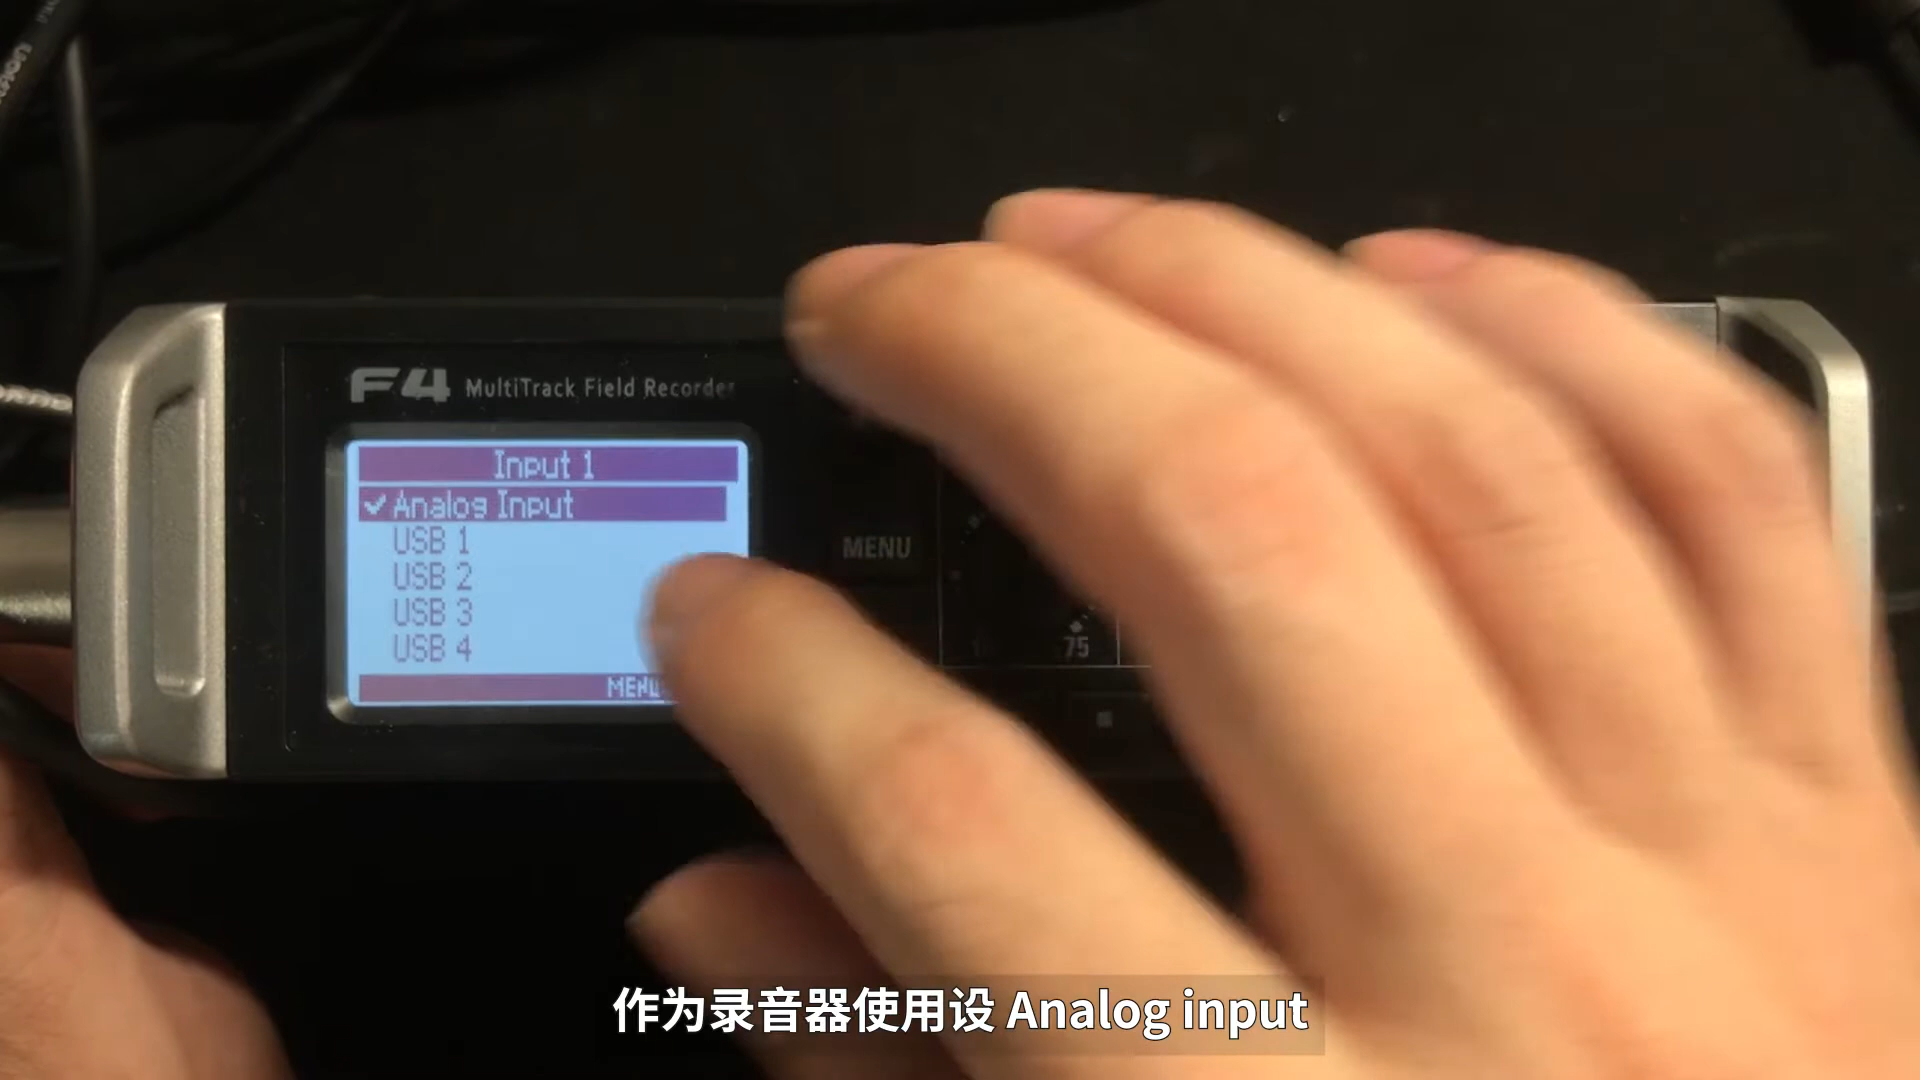 F4 MultiTrack Field Recorder
Input 1
✓Analog Input
USB 1
USB 2
USB 3
USB 4
MENU
MENU
75
作为录音器使用设 Analog input